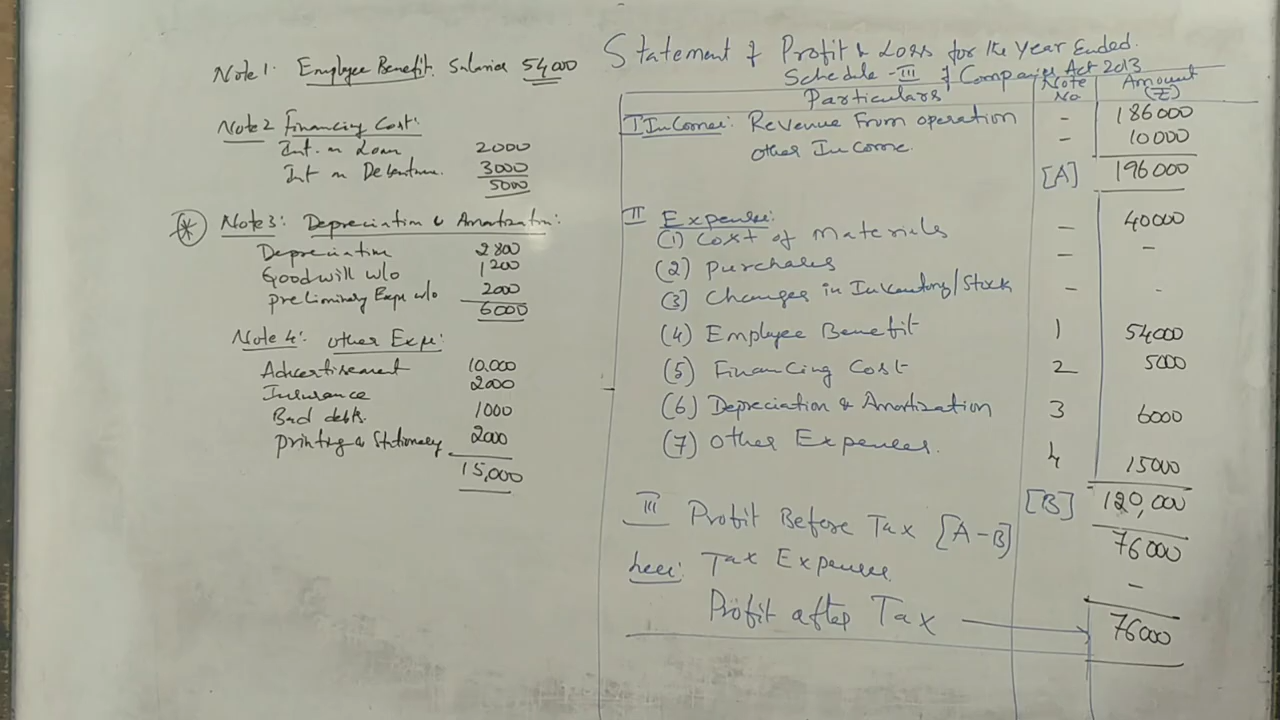 Note 1. Employee Benefit. Salaries 54000
Note 2 Financing Cost:
Int. on Loan 2000
Int on Debenture. 3000
5000
* Note 3: Depreciation & Amortization:
Depreciation 2800
Goodwill w/o 1200
preliminary Exps w/o 2000
6000
Note 4: other Exp:
Advertisement 10,000
Insurance 2000
Bad debts. 1000
printing & Stationery 2000
15,000
Statement of Profit & Loss for the Year Ended.
Schedule-III of Companies Act 2013
Particulars Note No Amount (₹)
I InCome: Revenue From operation - 186000
other InCome. - 10000
[A] 196000
II Expense:
(1) Cost of Materials - 40000
(2) purchases - -
(3) Changes in Inventory/Stock - -
(4) Employee Benefit 1 54000
(5) Financing Cost 2 5000
(6) Depreciation & Amortization 3 6000
(7) Other Expenses. 4 15000
[B] 120,000
III Profit Before Tax [A-B] 76000
Less: Tax Expenses -
Profit after Tax 76000